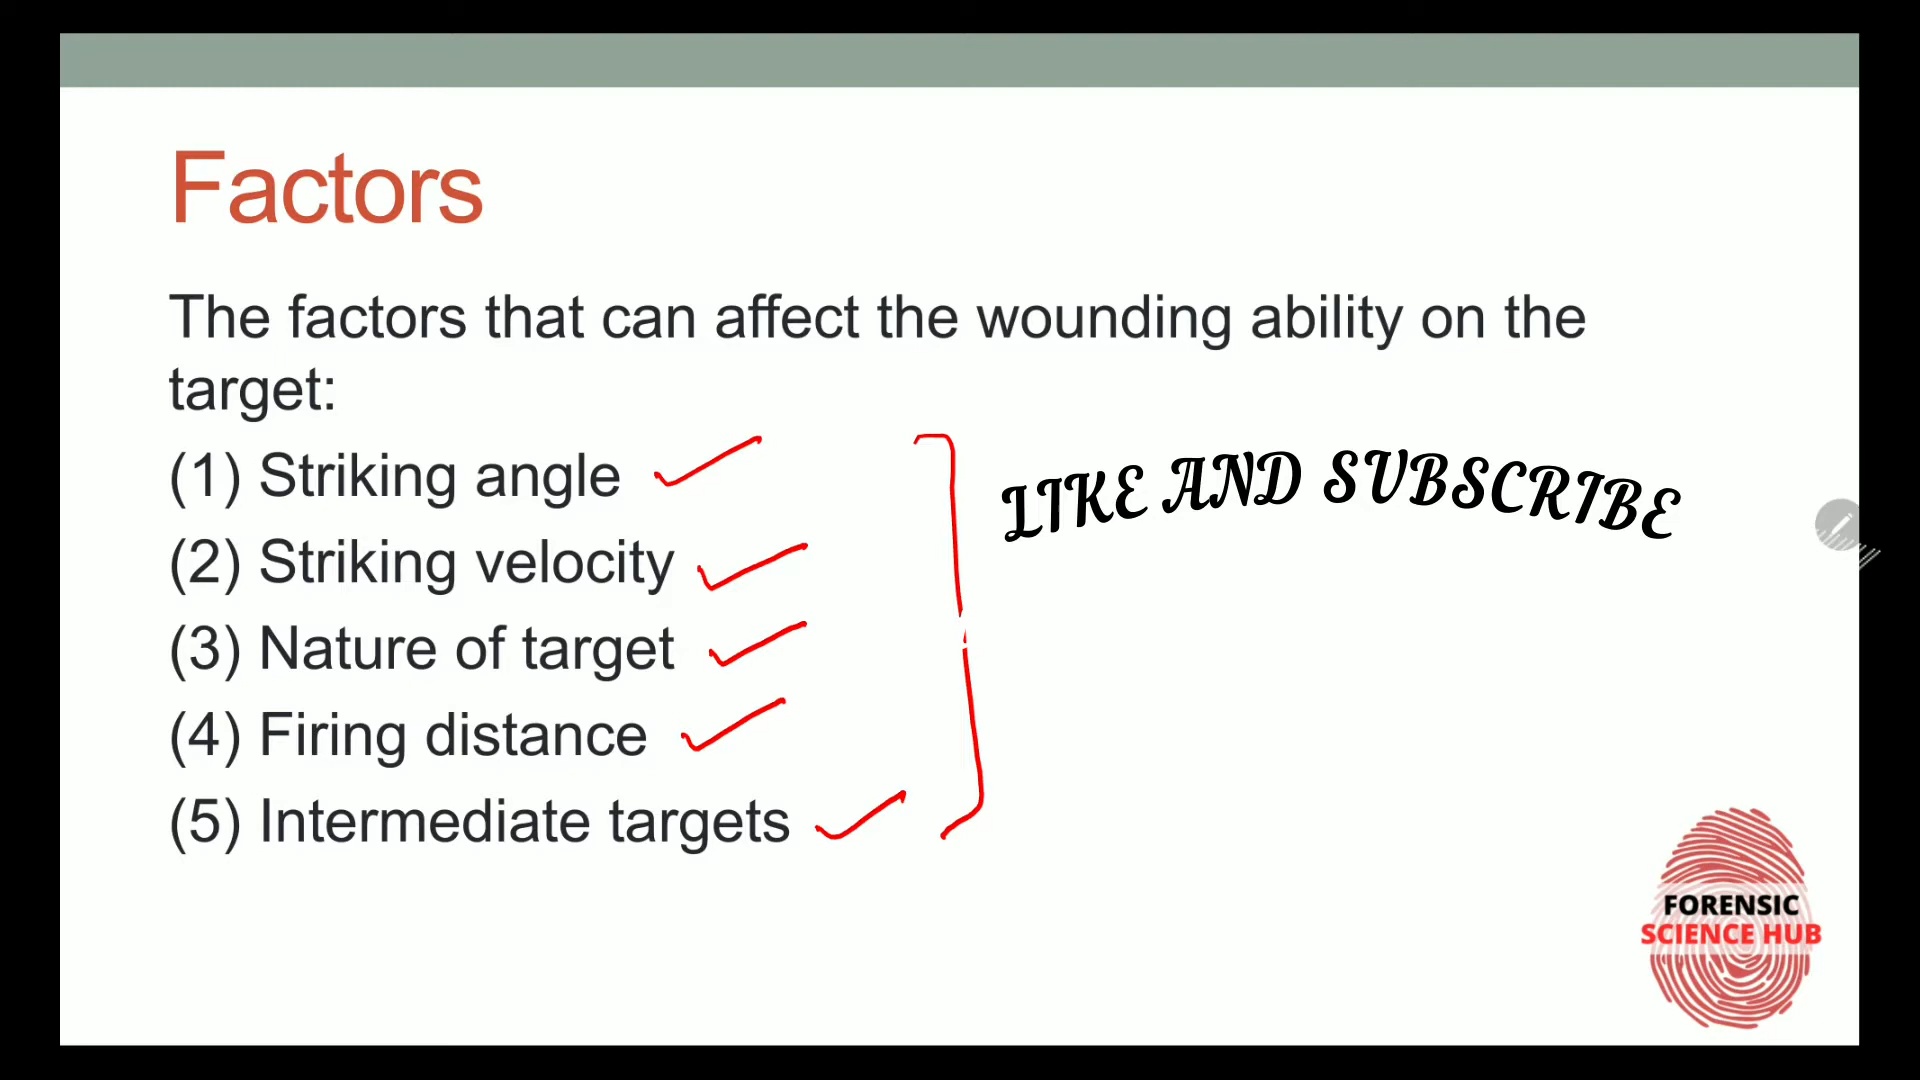 Factors
The factors that can affect the wounding ability on the
target:
(1) Striking angle
(2) Striking velocity
(3) Nature of target
(4) Firing distance
(5) Intermediate targets
LIKE AND SUBSCRIBE
FORENSIC
SCIENCE HUB